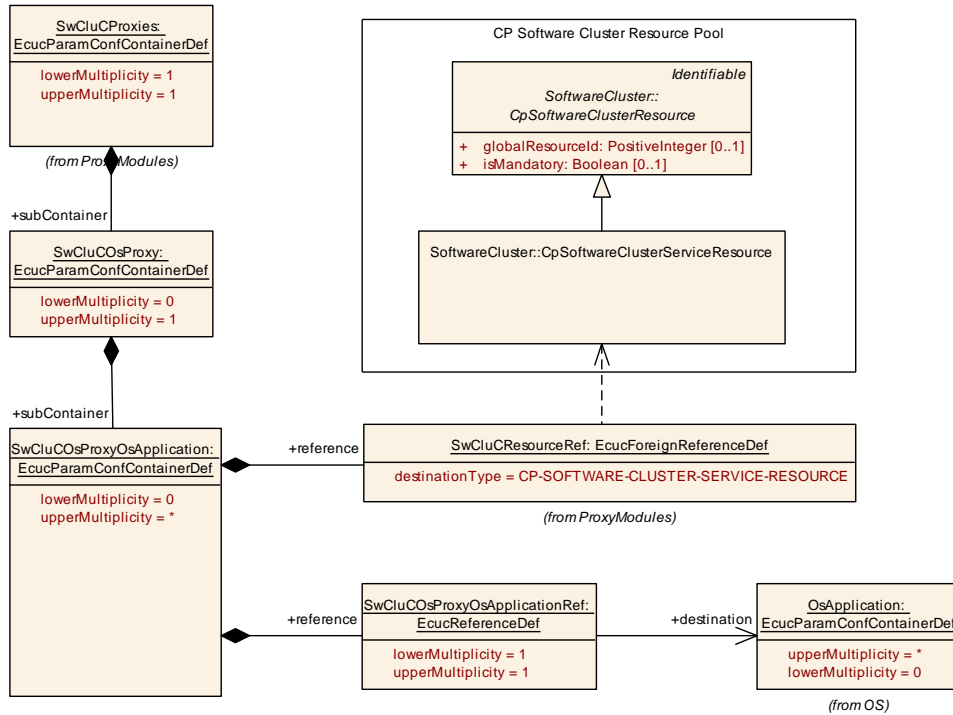 SwCluCProxies:
EcucParamConfContainerDef
lowerMultiplicity = 1
upperMultiplicity = 1
(from ProxyModules)
+subContainer
SwCluCOsProxy:
EcucParamConfContainerDef
lowerMultiplicity = 0
upperMultiplicity = 1
+subContainer
SwCluCOsProxyOsApplication:
EcucParamConfContainerDef
lowerMultiplicity = 0
upperMultiplicity = *
CP Software Cluster Resource Pool
Identifiable
SoftwareCluster::
CpSoftwareClusterResource
+ globalResourceId: PositiveInteger [0..1]
+ isMandatory: Boolean [0..1]
SoftwareCluster::CpSoftwareClusterServiceResource
+reference
SwCluCResourceRef: EcucForeignReferenceDef
destinationType = CP-SOFTWARE-CLUSTER-SERVICE-RESOURCE
(from ProxyModules)
+reference
SwCluCOsProxyOsApplicationRef:
EcucReferenceDef
lowerMultiplicity = 1
upperMultiplicity = 1
+destination
OsApplication:
EcucParamConfContainerDef
upperMultiplicity = *
lowerMultiplicity = 0
(from OS)